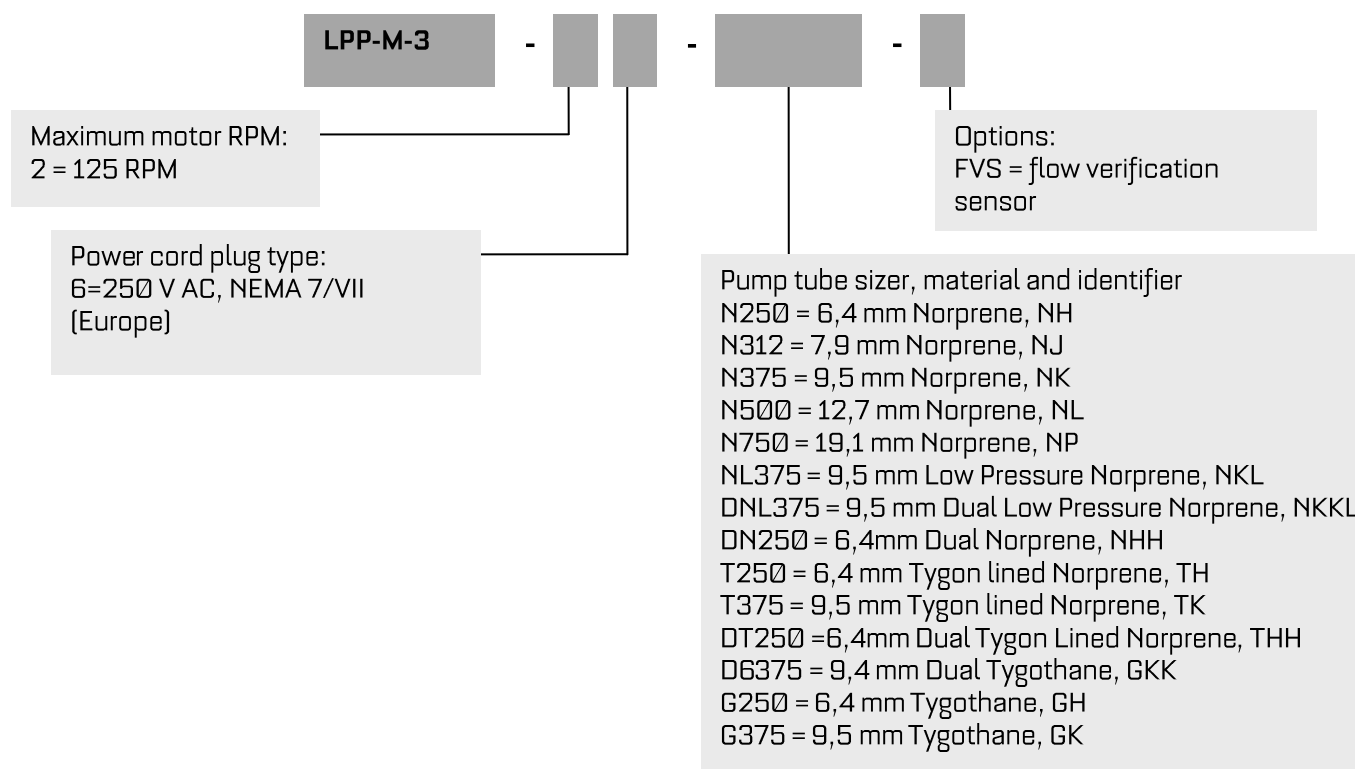 LPP-M-3 - - -
Maximum motor RPM:
2 = 125 RPM
Options:
FVS = flow verification
sensor
Power cord plug type:
6=250 V AC, NEMA 7/VII
(Europe)
Pump tube sizer, material and identifier
N250 = 6,4 mm Norprene, NH
N312 = 7,9 mm Norprene, NJ
N375 = 9,5 mm Norprene, NK
N500 = 12,7 mm Norprene, NL
N750 = 19,1 mm Norprene, NP
NL375 = 9,5 mm Low Pressure Norprene, NKL
DNL375 = 9,5 mm Dual Low Pressure Norprene, NKKL
DN250 = 6,4mm Dual Norprene, NHH
T250 = 6,4 mm Tygon lined Norprene, TH
T375 = 9,5 mm Tygon lined Norprene, TK
DT250 =6,4mm Dual Tygon Lined Norprene, THH
D6375 = 9,4 mm Dual Tygothane, GKK
G250 = 6,4 mm Tygothane, GH
G375 = 9,5 mm Tygothane, GK